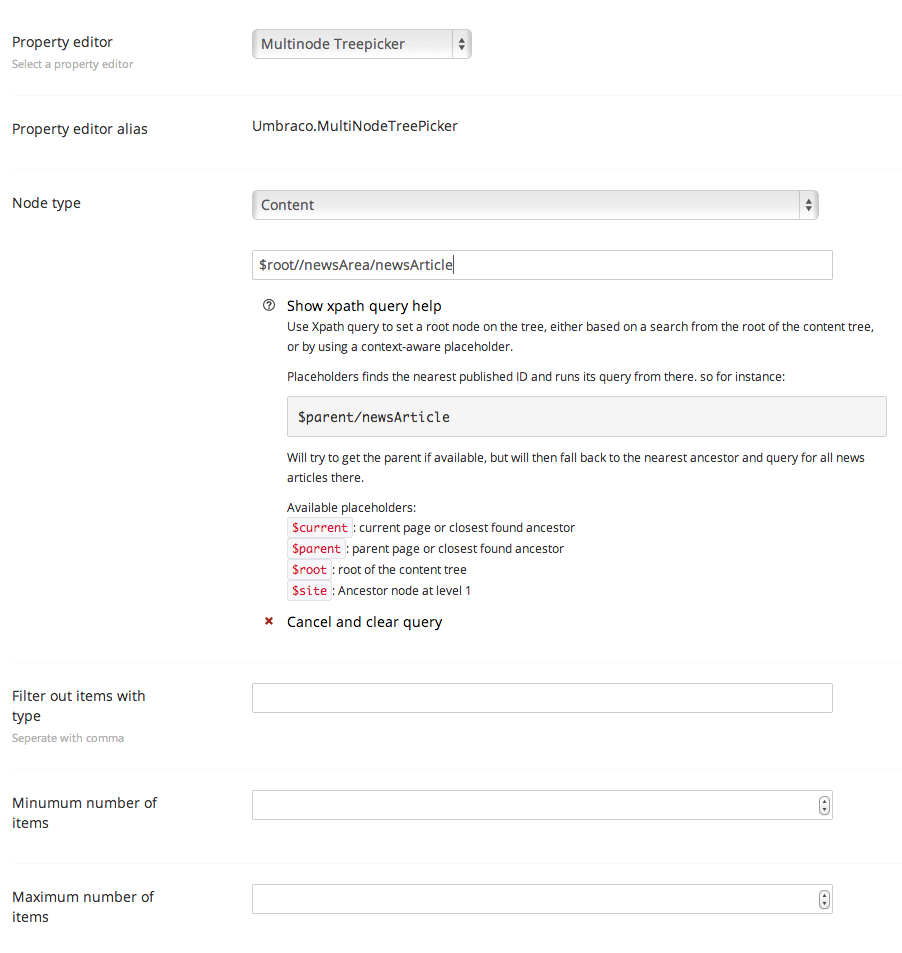 Property editor
Multinode Treepicker
Select a property editor
Property editor alias
Umbraco.MultiNodeTreePicker
Node type
Content
$root//newsArea/newsArticle
Show xpath query help
Use Xpath query to set a root node on the tree, either based on a search from the root of the content tree,
or by using a context-aware placeholder.
Placeholders finds the nearest published ID and runs its query from there. so for instance:
$parent/newsArticle
Will try to get the parent if available, but will then fall back to the nearest ancestor and query for all news
articles there.
Available placeholders:
$current : current page or closest found ancestor
$parent : parent page or closest found ancestor
$root : root of the content tree
$site : Ancestor node at level 1
Cancel and clear query
Filter out items with
type
Seperate with comma
Minumum number of
items
Maximum number of
items